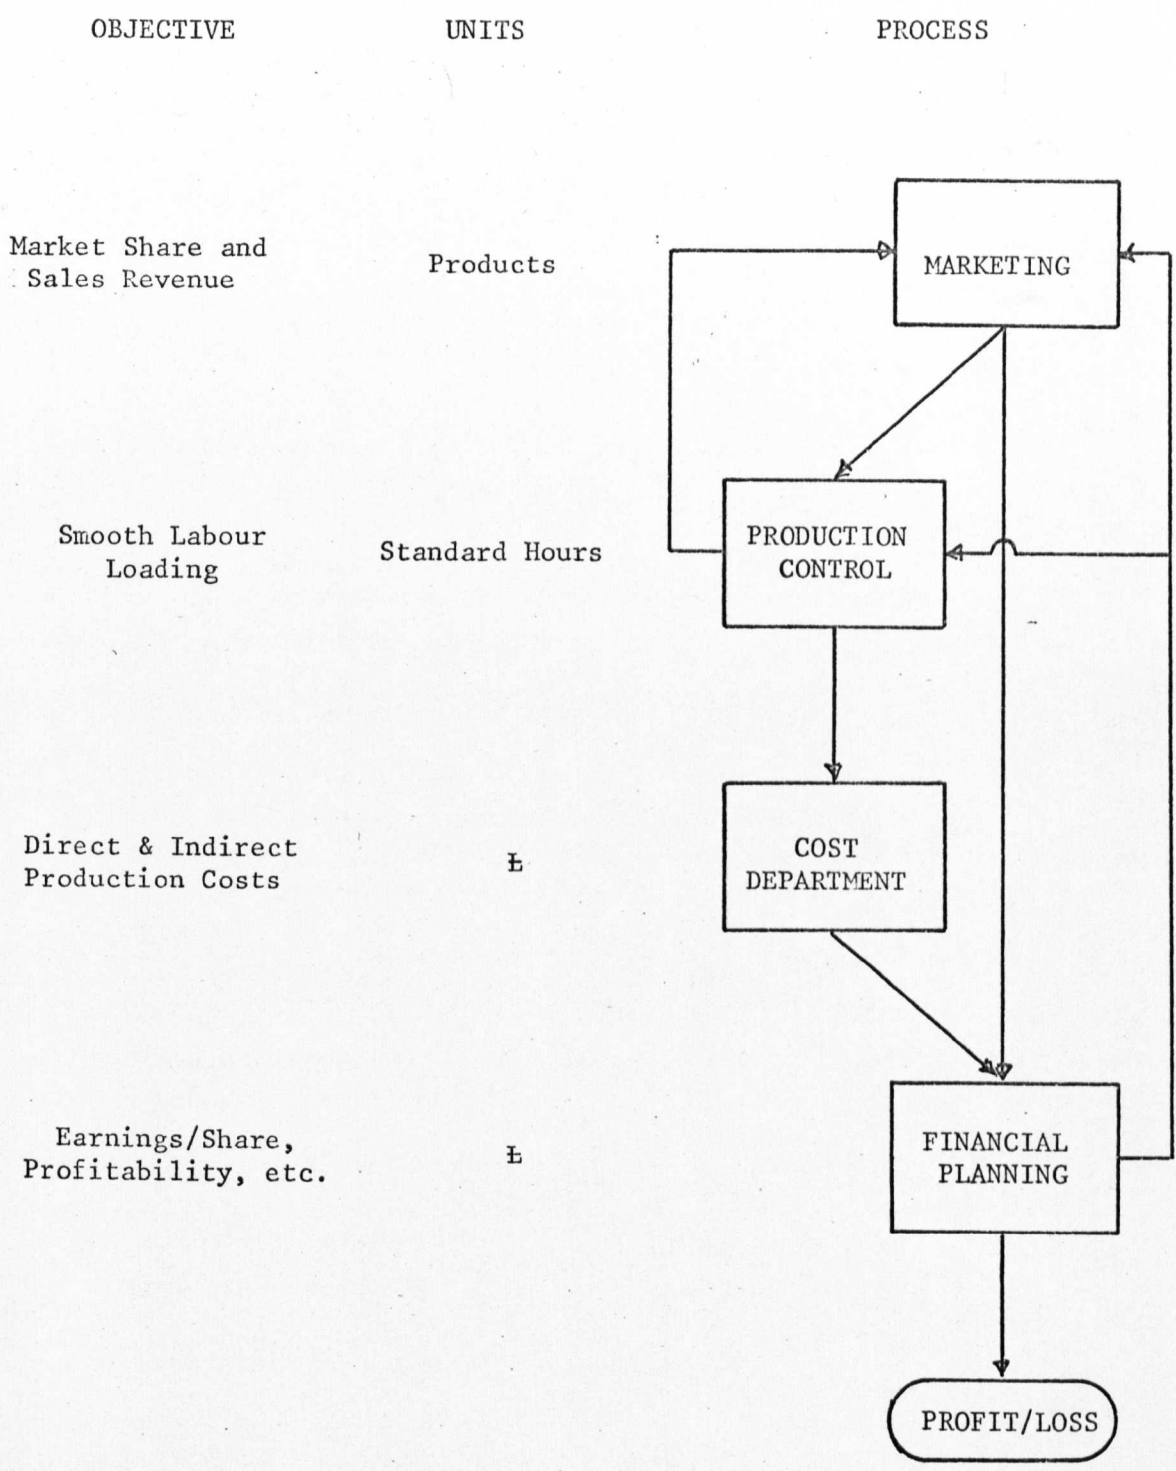 OBJECTIVE UNITS PROCESS
Market Share and
Sales Revenue
Products
MARKETING
Smooth Labour
Loading
Standard Hours
PRODUCTION
CONTROL
Direct & Indirect
Production Costs
£
COST
DEPARTMENT
Earnings/Share,
Profitability, etc.
£
FINANCIAL
PLANNING
PROFIT/LOSS